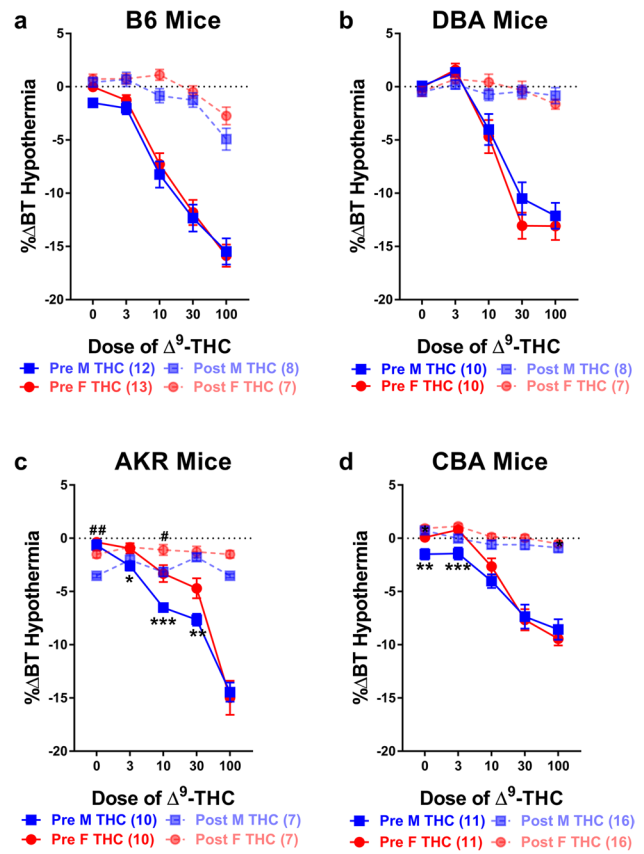 a B6 Mice
5
0
-5
-10
-15
-20
%ΔBT Hypothermia
0 3 10 30 100
Dose of Δ⁹-THC
Pre M THC (12) Post M THC (8)
Pre F THC (13) Post F THC (7)
b DBA Mice
5
0
-5
-10
-15
-20
%ΔBT Hypothermia
0 3 10 30 100
Dose of Δ⁹-THC
Pre M THC (10) Post M THC (8)
Pre F THC (10) Post F THC (7)
c AKR Mice
5
0
-5
-10
-15
-20
%ΔBT Hypothermia
## #
* *** **
0 3 10 30 100
Dose of Δ⁹-THC
Pre M THC (10) Post M THC (7)
Pre F THC (10) Post F THC (7)
d CBA Mice
5
0
-5
-10
-15
-20
%ΔBT Hypothermia
* *
** ***
0 3 10 30 100
Dose of Δ⁹-THC
Pre M THC (11) Post M THC (16)
Pre F THC (11) Post F THC (16)